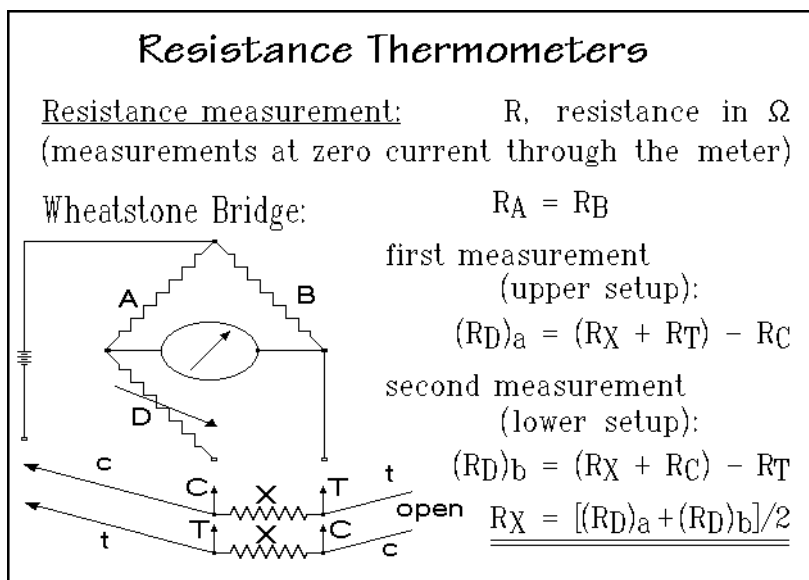 Resistance Thermometers
Resistance measurement: R, resistance in Ω
(measurements at zero current through the meter)
Wheatstone Bridge:
RA = RB
first measurement
(upper setup):
(RD)a = (RX + RT) − RC
second measurement
(lower setup):
(RD)b = (RX + RC) − RT
RX = [(RD)a+(RD)b]/2
A
B
D
c
C
X
T
t
open
t
T
X
C
c